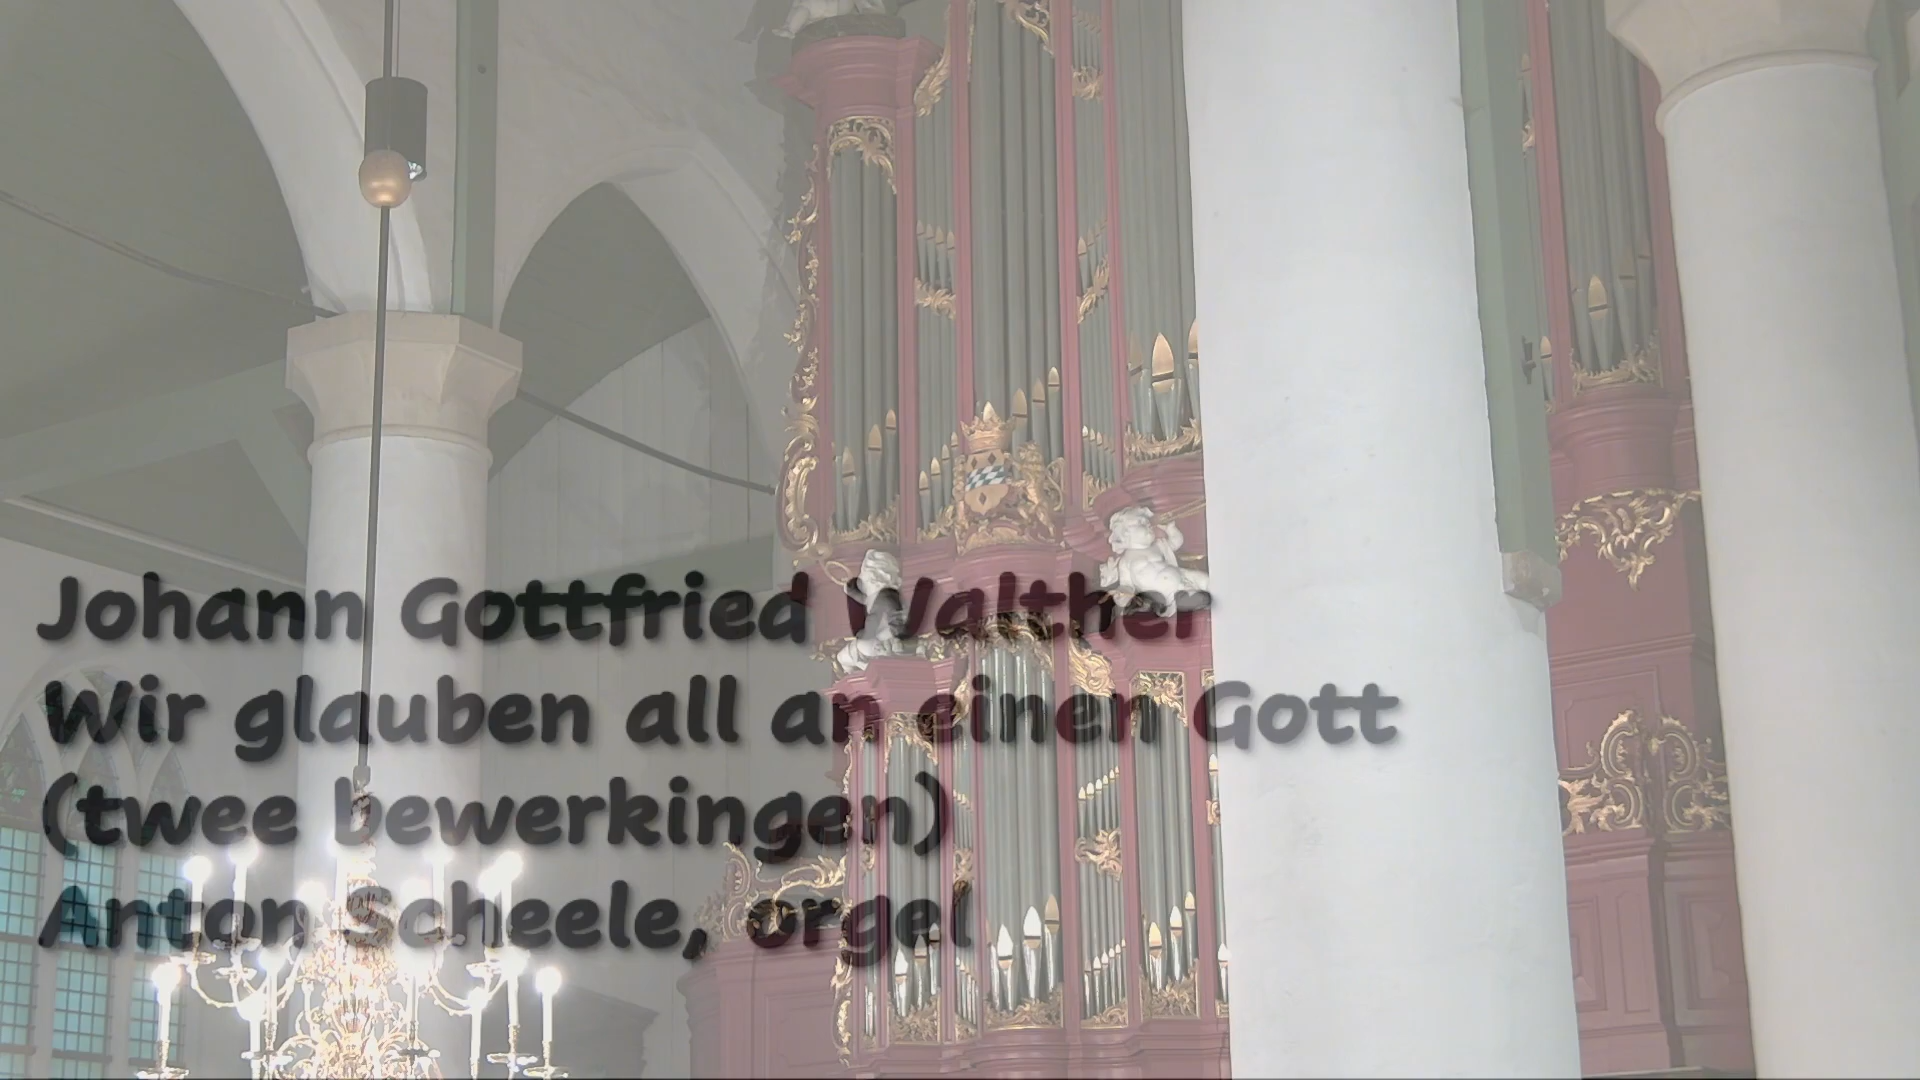 Johann Gottfried Walther
Wir glauben all an einen Gott
(twee bewerkingen)
Anton Scheele, orgel